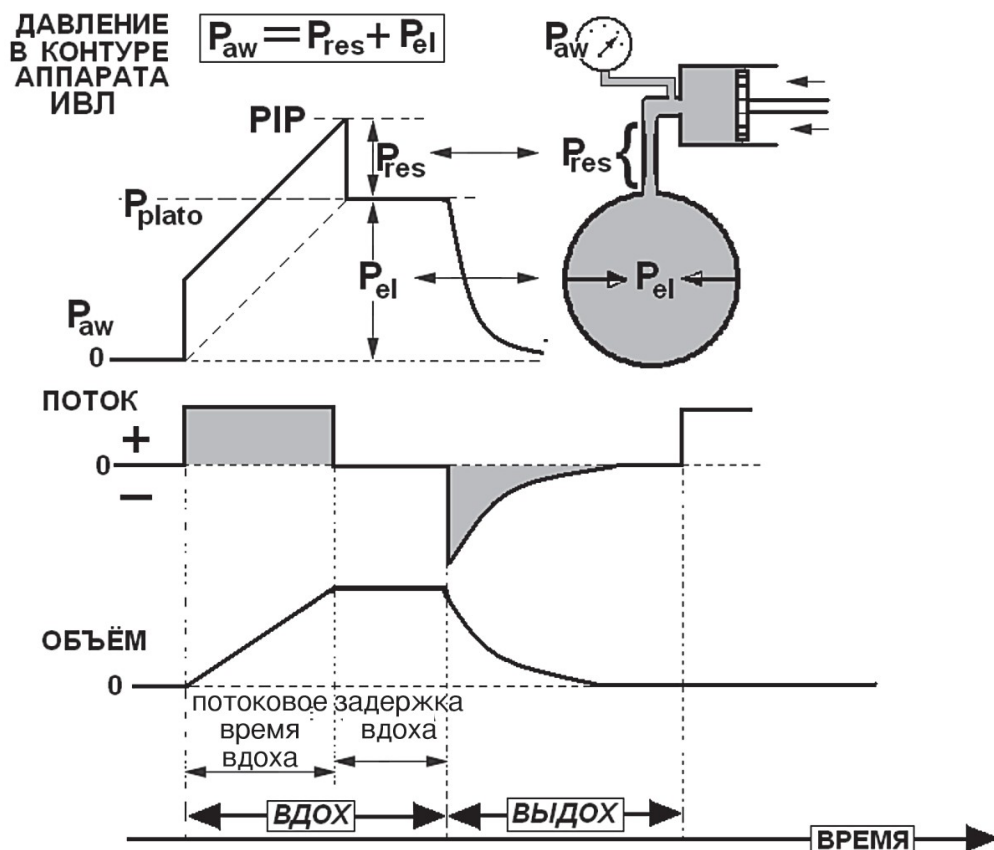 ДАВЛЕНИЕ
В КОНТУРЕ
АППАРАТА
ИВЛ
Paw = Pres + Pel
Paw
PIP
Pres
Pres
Pplato
Pel
Pel
Paw
0
ПОТОК
+
0
−
ОБЪЁМ
0
потоковое задержка
время вдоха
вдоха
ВДОХ ВЫДОХ
ВРЕМЯ